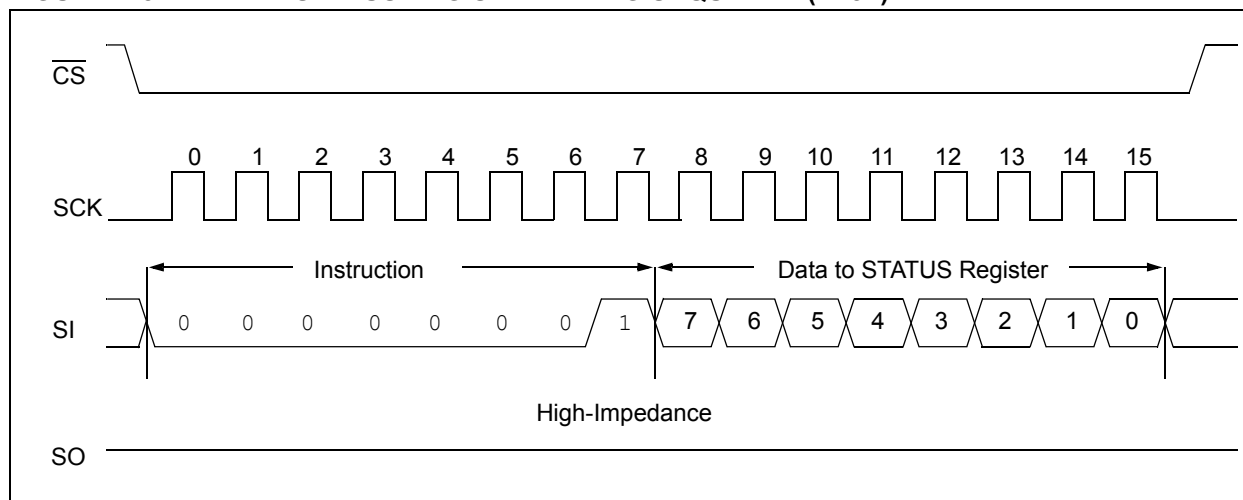 CS
0 1 2 3 4 5 6 7 8 9 10 11 12 13 14 15
SCK
Instruction
Data to STATUS Register
SI
0 0 0 0 0 0 0 1 7 6 5 4 3 2 1 0
High-Impedance
SO